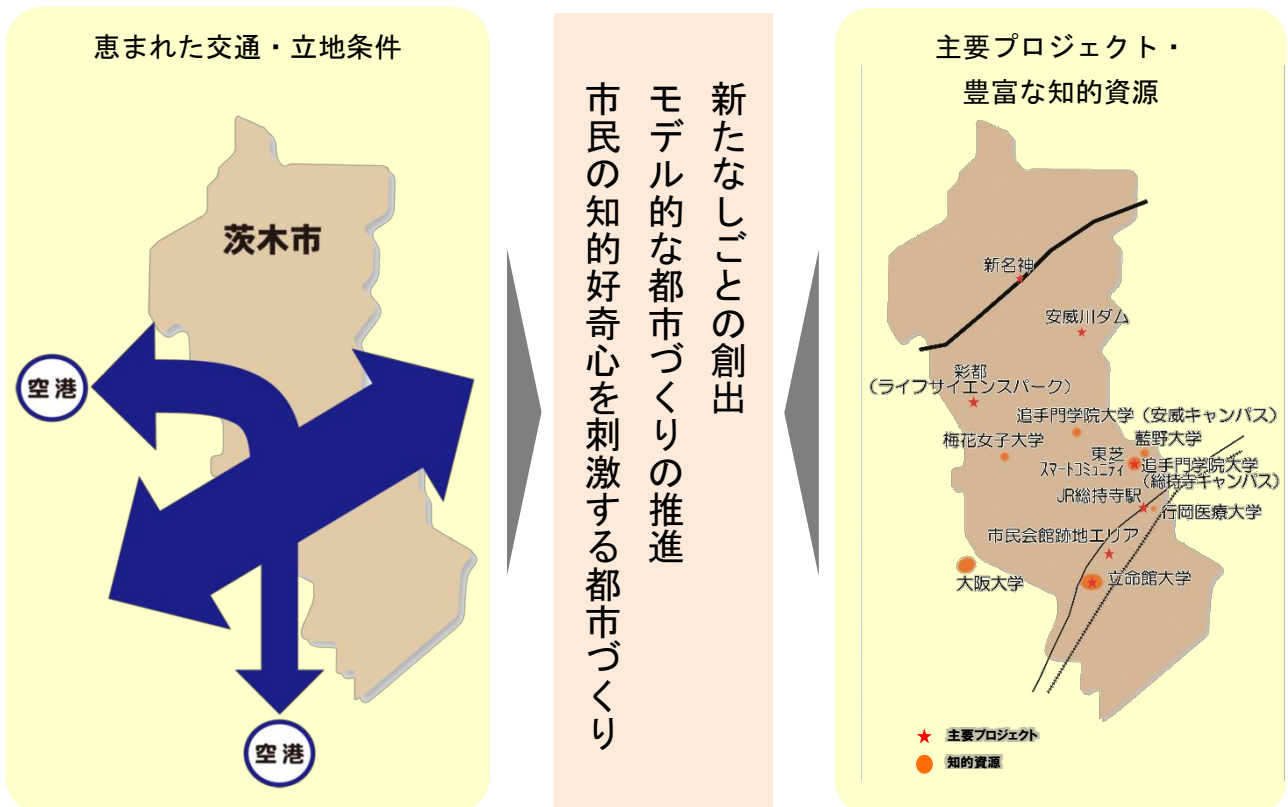 恵まれた交通・立地条件
茨木市
空港
空港
新たなしごとの創出
モデル的な都市づくりの推進
市民の知的好奇心を刺激する都市づくり
主要プロジェクト・
豊富な知的資源
新名神
安威川ダム
彩都
(ライフサイエンスパーク)
追手門学院大学(安威キャンパス)
梅花女子大学
藍野大学
東芝
スマートコミュニティ
追手門学院大学
(総持寺キャンパス)
JR総持寺駅
行岡医療大学
市民会館跡地エリア
大阪大学
立命館大学
主要プロジェクト
知的資源